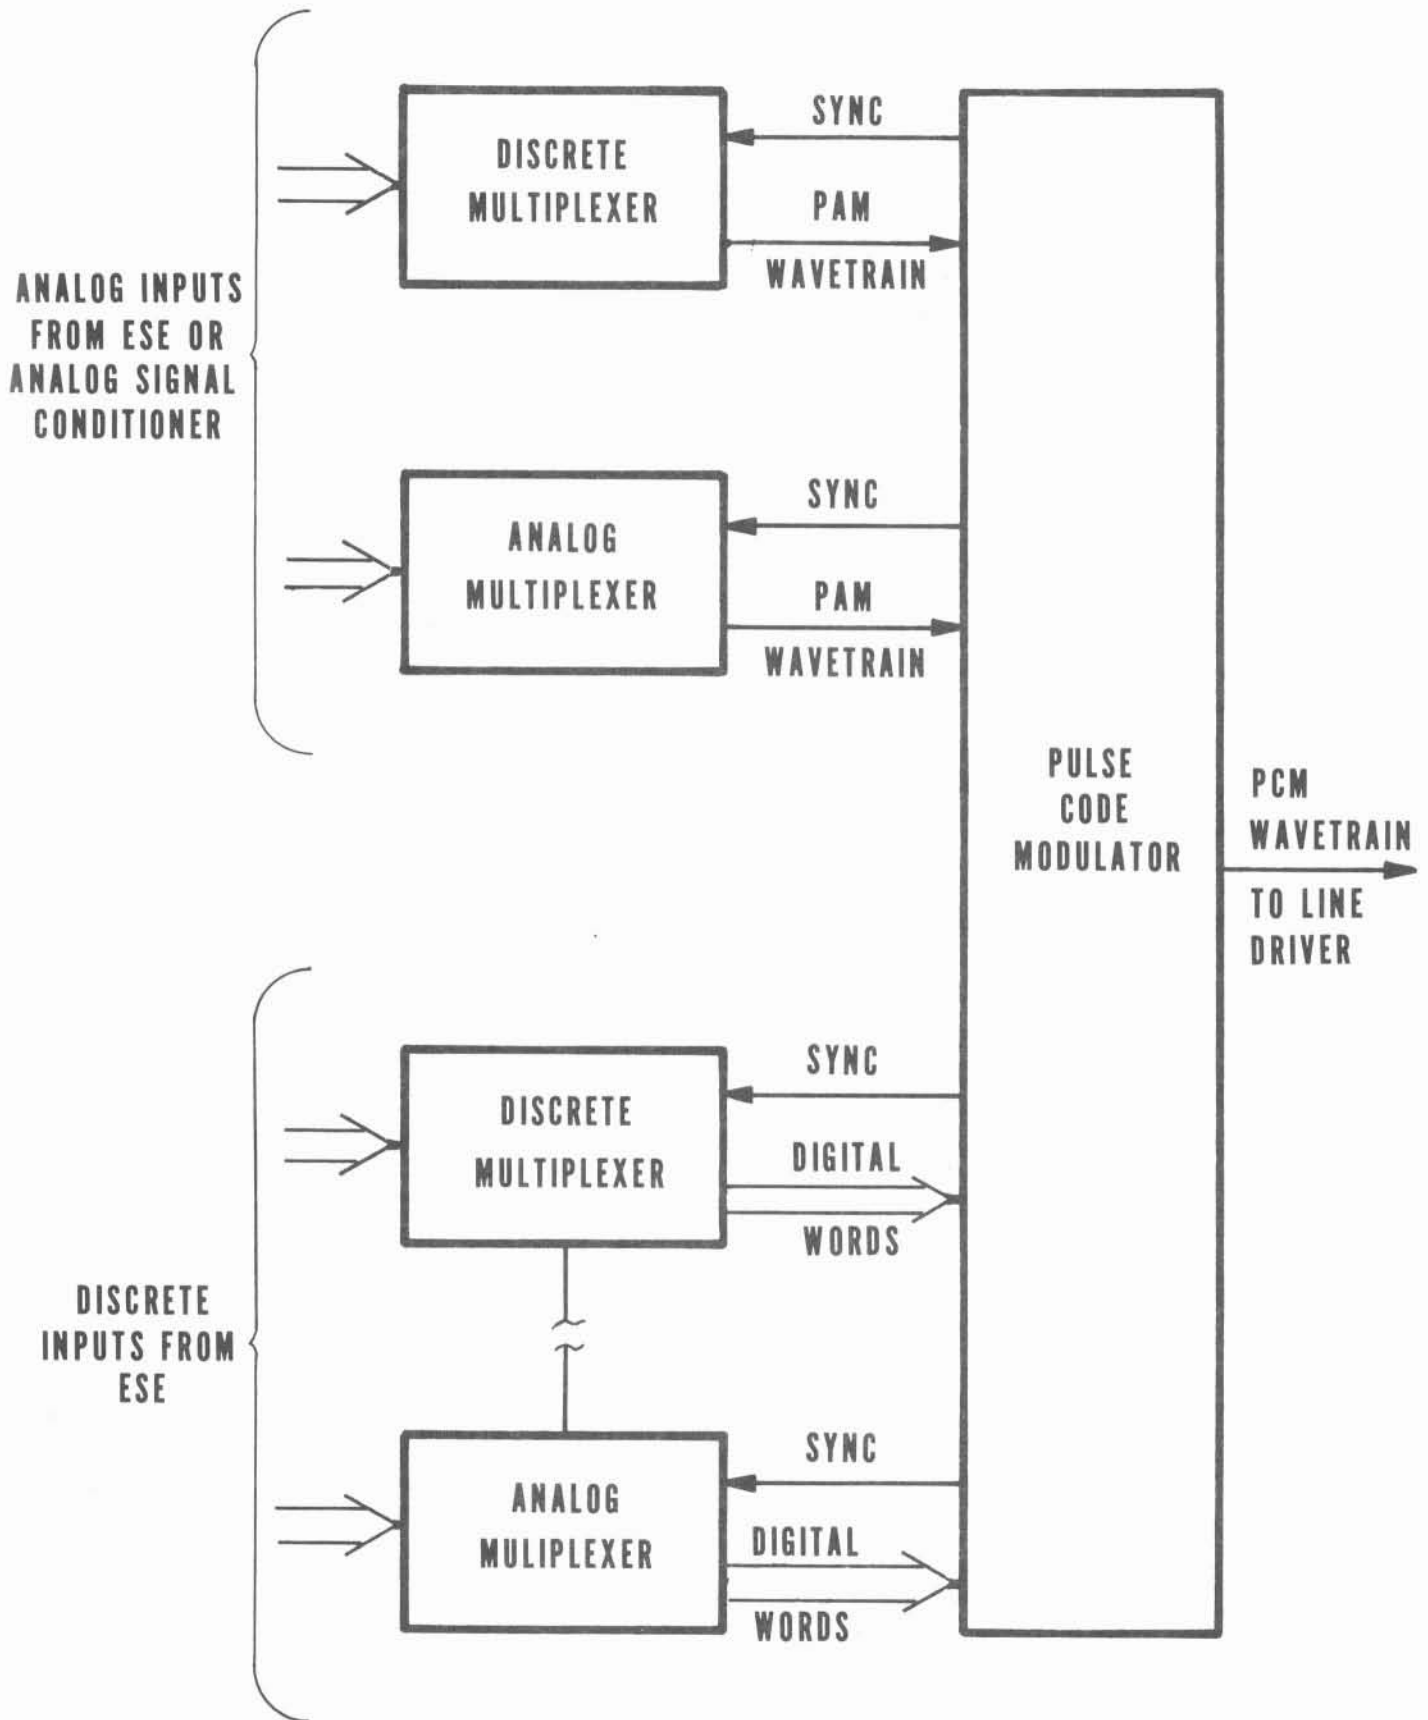 ANALOG INPUTS
FROM ESE OR
ANALOG SIGNAL
CONDITIONER
DISCRETE
MULTIPLEXER
SYNC
PAM
WAVETRAIN
ANALOG
MULTIPLEXER
SYNC
PAM
WAVETRAIN
PULSE
CODE
MODULATOR
PCM
WAVETRAIN
TO LINE
DRIVER
DISCRETE
INPUTS FROM
ESE
DISCRETE
MULTIPLEXER
SYNC
DIGITAL
WORDS
ANALOG
MULIPLEXER
SYNC
DIGITAL
WORDS